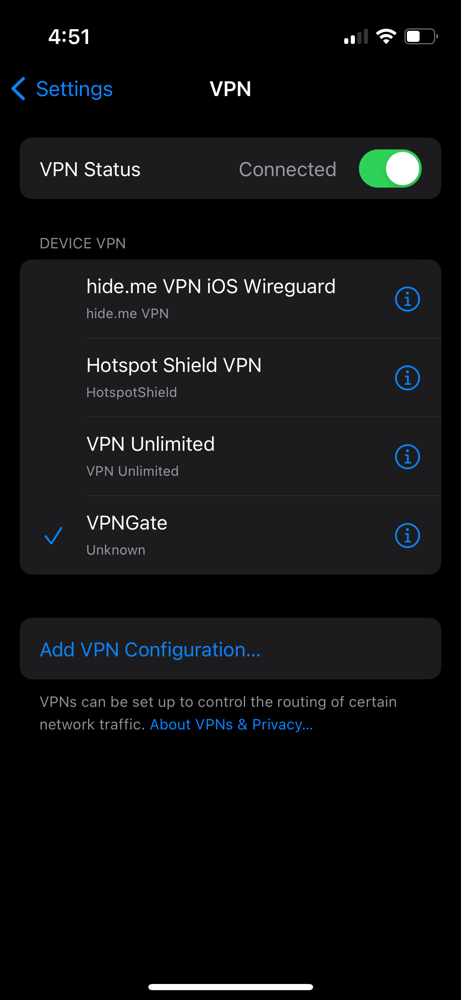 4:51
Settings
VPN
VPN Status
Connected
DEVICE VPN
hide.me VPN iOS Wireguard
hide.me VPN
Hotspot Shield VPN
HotspotShield
VPN Unlimited
VPN Unlimited
VPNGate
Unknown
Add VPN Configuration...
VPNs can be set up to control the routing of certain
network traffic. About VPNs & Privacy...